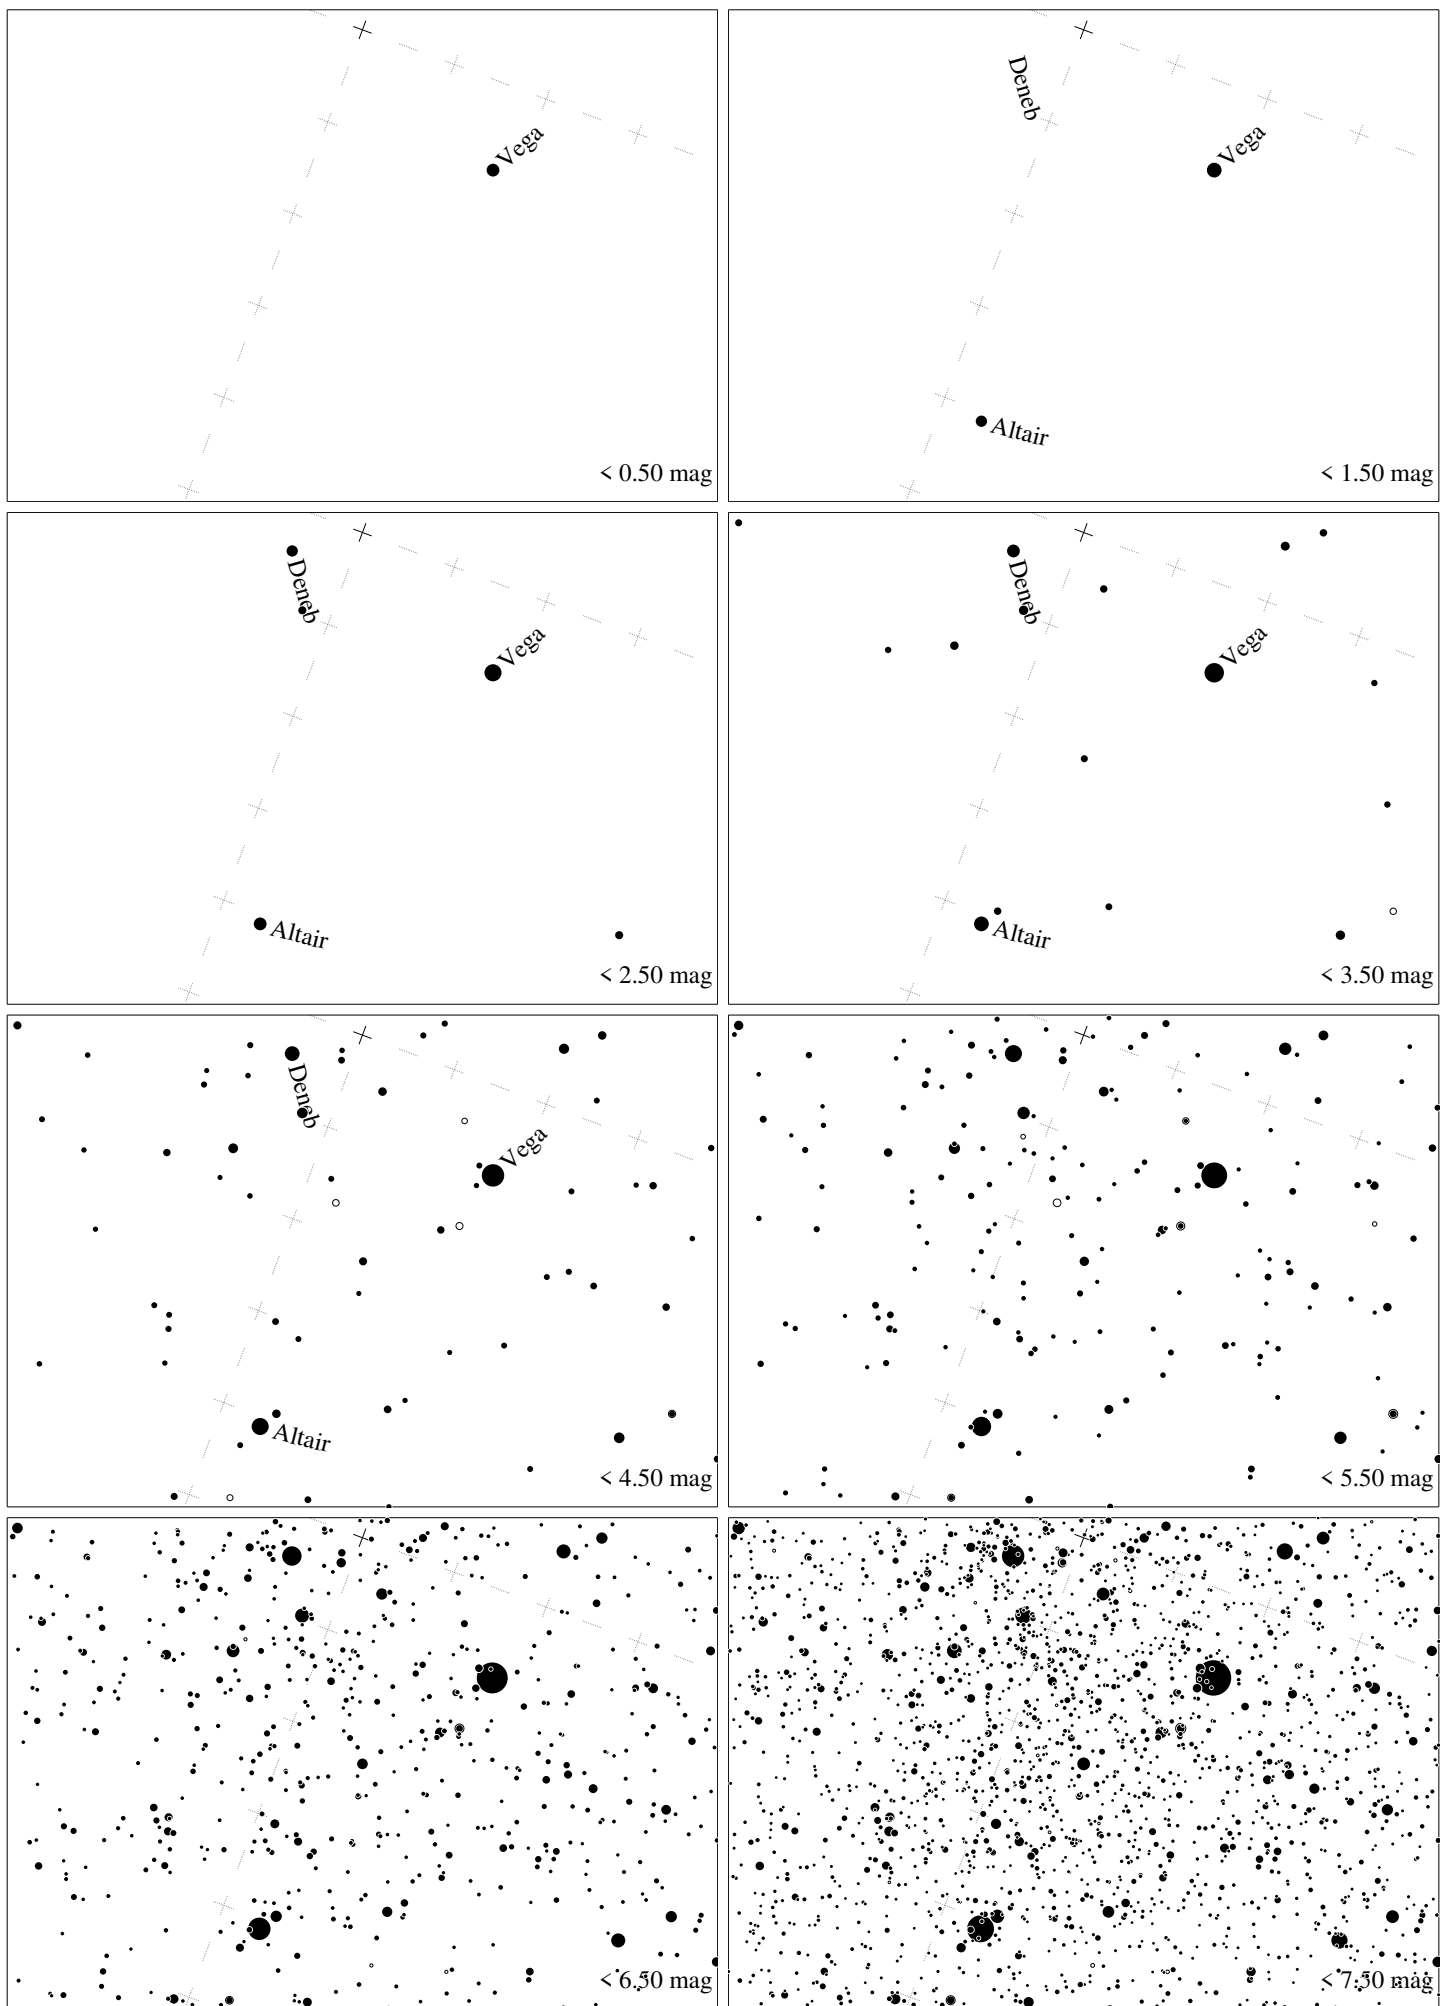 Vega
< 0.50 mag
Deneb
Vega
Altair
< 1.50 mag
Deneb
Vega
Altair
< 2.50 mag
Deneb
Vega
Altair
< 3.50 mag
Deneb
Vega
Altair
< 4.50 mag
< 5.50 mag
< 6.50 mag
< 7.50 mag